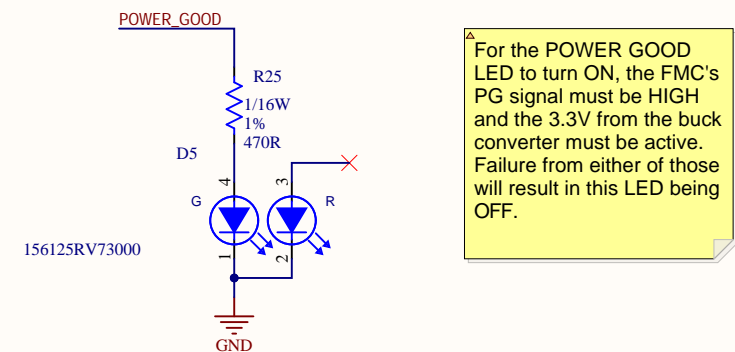 POWER_GOOD
R25
1/16W
1%
470R
D5
4
3
G
R
156125RV73000
1
2
GND
For the POWER GOOD
LED to turn ON, the FMC's
PG signal must be HIGH
and the 3.3V from the buck
converter must be active.
Failure from either of those
will result in this LED being
OFF.